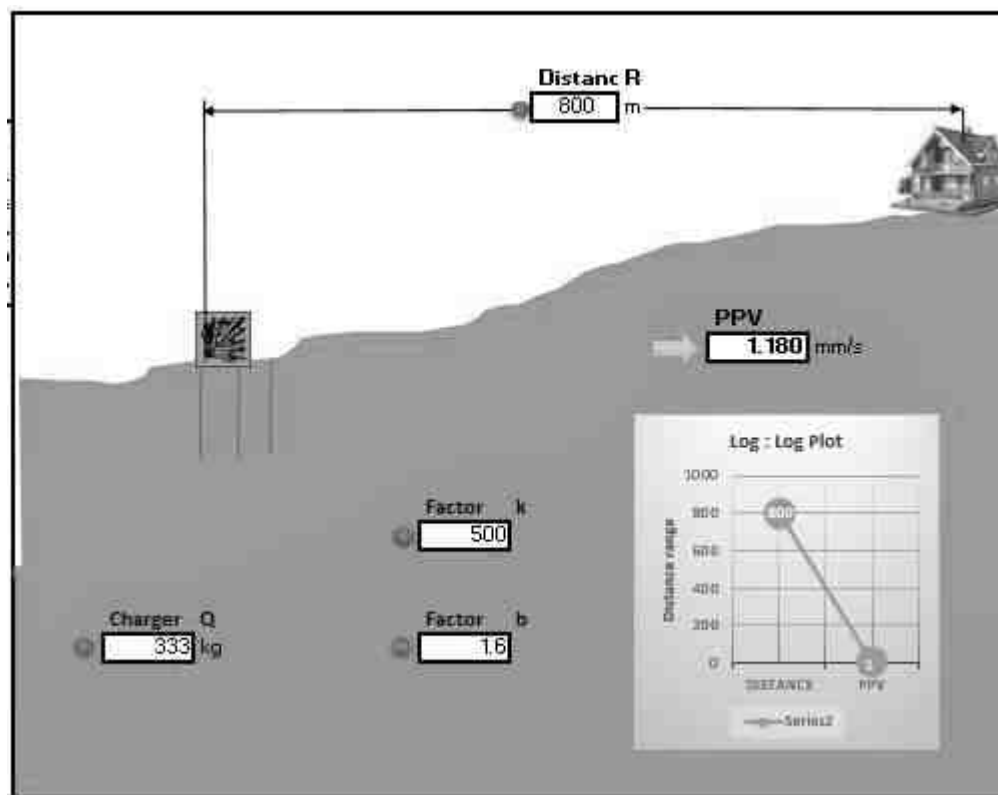 Distanc R
800 m
PPV
1.180 mm/s
Log : Log Plot
1000
800
600
400
200
0
Distance range
800
DISTANCE PPV
Series2
Factor k
500
Charger Q
333 kg
Factor b
1.6